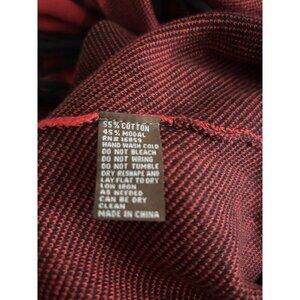 55% COTTON
45% MODAL
RN# 16855
HAND WASH COLD
DO NOT BLEACH
DO NOT WRING
DO NOT TUMBLE
DRY RESHAPE AND
LAY FLAT TO DRY
LOW IRON
AS NEEDED
CAN BE DRY
CLEAN
MADE IN CHINA